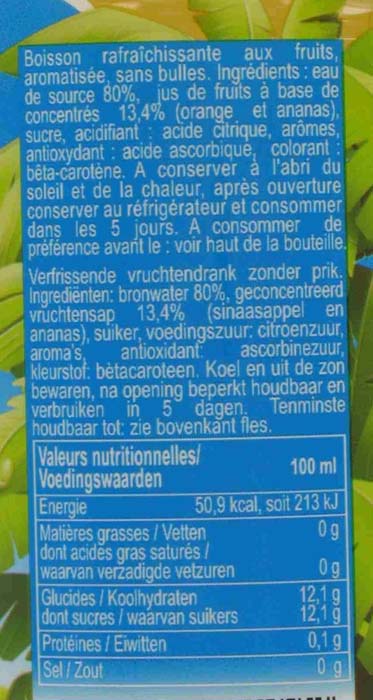 Boisson rafraîchissante aux fruits,
aromatisée, sans bulles. Ingrédients : eau
de source 80%, jus de fruits à base de
concentrés 13,4% (orange et ananas),
sucre, acidifiant : acide citrique, arômes,
antioxydant : acide ascorbique, colorant :
bêta-carotène. A conserver à l'abri du
soleil et de la chaleur, après ouverture
conserver au réfrigérateur et consommer
dans les 5 jours. A consommer de
préférence avant le : voir haut de la bouteille.
Verfrissende vruchtendrank zonder prik.
Ingrediënten: bronwater 80%, geconcentreerd
vruchtensap 13,4% (sinaasappel en
ananas), suiker, voedingszuur: citroenzuur,
aroma's, antioxidant: ascorbinezuur,
kleurstof: bètacaroteen. Koel en uit de zon
bewaren, na opening beperkt houdbaar en
verbruiken in 5 dagen. Tenminste
houdbaar tot: zie bovenkant fles.
Valeurs nutritionnelles/
Voedingswaarden 100 ml
Energie 50,9 kcal, soit 213 kJ
Matières grasses / Vetten 0 g
dont acides gras saturés /
waarvan verzadigde vetzuren 0 g
Glucides / Koolhydraten 12,1 g
dont sucres / waarvan suikers 12,1 g
Protéines / Eiwitten 0,1 g
Sel / Zout 0 g